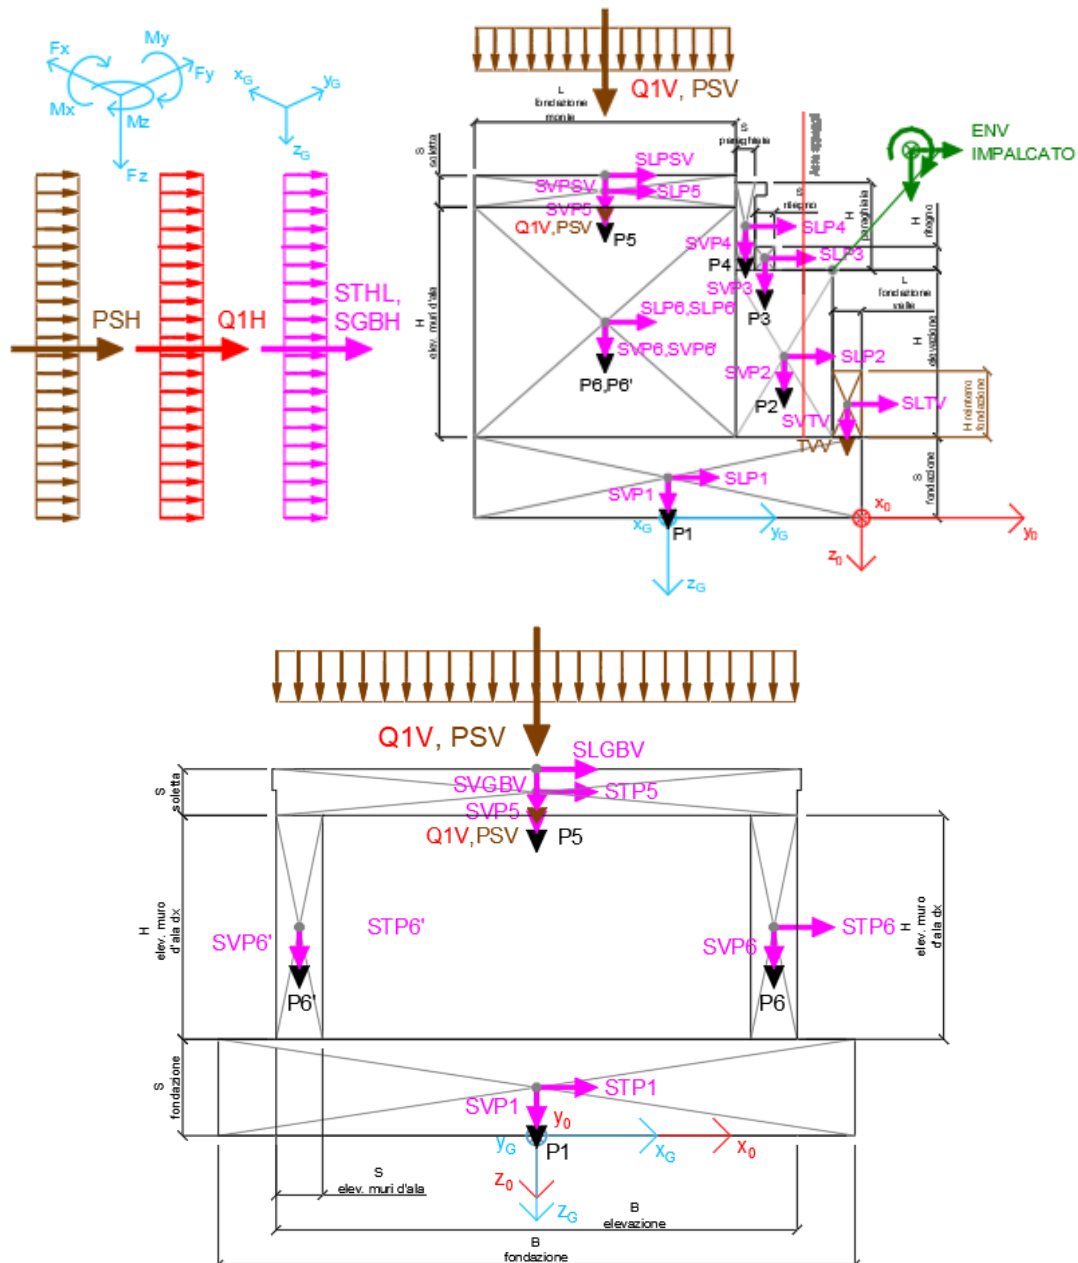 Fx
My
Fy
Mx
Mz
Fz
xG
yG
zG
PSH
Q1H
STHL,
SGBH
Q1V, PSV
L
fondazione
monte
S
paraghiaia
S
soletta
SLPSV
SVPSV
SLP5
SVP5
Q1V,PSV
P5
S
ritegno
ENV
IMPALCATO
H
paraghiaia
H
ritegno
SLP4
SVP4
P4
SLP3
SVP3
P3
L
fondazione
valle
H
elevazione
H
elev. muri d'ala
SLP6,SLP6'
SVP6,SVP6'
P6,P6'
SLP2
SVP2
P2
SLTV
SVTV
TVV
H reinterro
fondazione
S
fondazione
SLP1
SVP1
P1
xG
yG
zG
x0
y0
z0
Q1V, PSV
SLGBV
SVGBV
STP5
SVP5
Q1V,PSV
P5
S
soletta
H
elev. muro
d'ala dx
STP6'
SVP6'
P6'
STP6
SVP6
P6
H
elev. muro
d'ala dx
S
fondazione
STP1
SVP1
P1
y0
yG
xG
x0
z0
zG
S
elev. muri d'ala
B
elevazione
B
fondazione